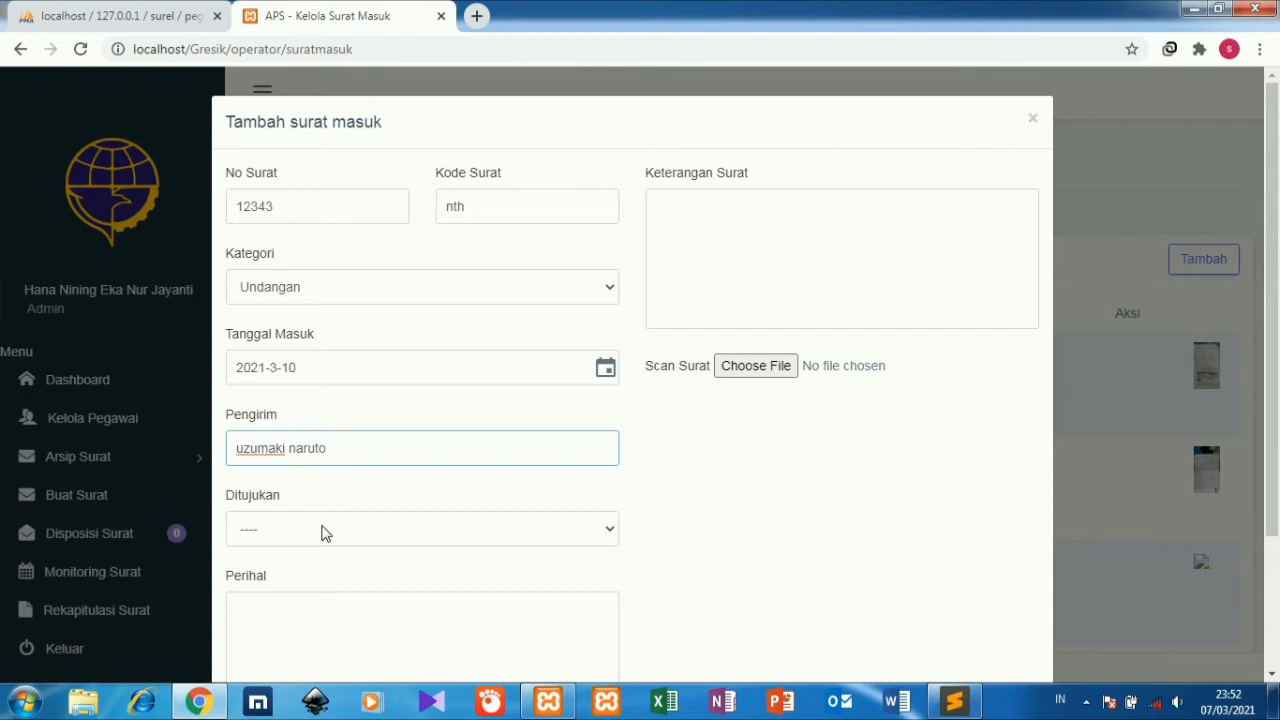 localhost / 127.0.0.1 / surel / peg
APS - Kelola Surat Masuk
localhost/Gresik/operator/suratmasuk
s
Tambah surat masuk
No Surat
Kode Surat
Keterangan Surat
12343
nth
Kategori
Undangan
Tambah
Hana Nining Eka Nur Jayanti
Admin
Aksi
Tanggal Masuk
2021-3-10
Scan Surat Choose File No file chosen
Menu
Dashboard
Kelola Pegawai
Arsip Surat
Buat Surat
Disposisi Surat 0
Monitoring Surat
Rekapitulasi Surat
Keluar
Pengirim
uzumaki naruto
Ditujukan
----
Perihal
IN
23:52
07/03/2021